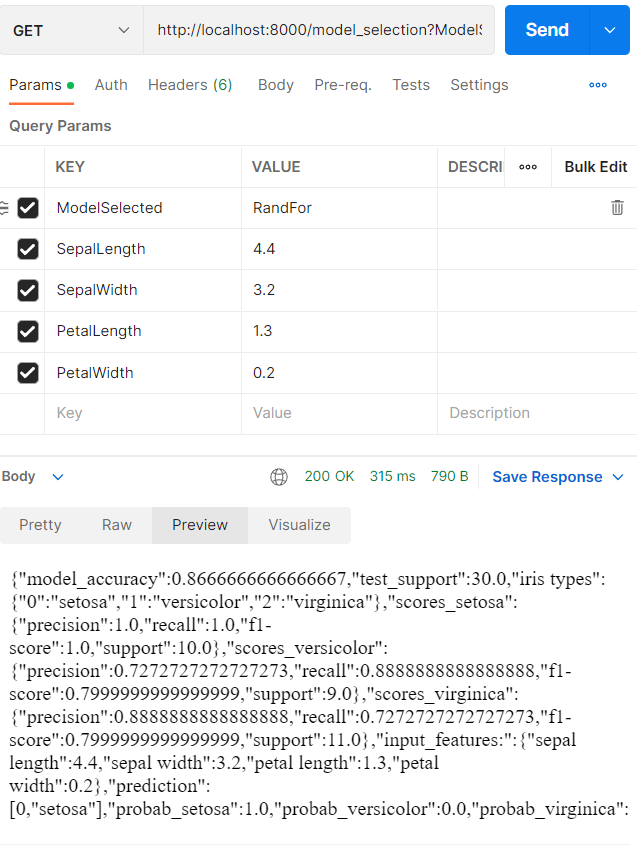 GET http://localhost:8000/model_selection?ModelS Send
Params Auth Headers (6) Body Pre-req. Tests Settings
Query Params
KEY VALUE DESCRI Bulk Edit
ModelSelected RandFor
SepalLength 4.4
SepalWidth 3.2
PetalLength 1.3
PetalWidth 0.2
Key Value Description
Body 200 OK 315 ms 790 B Save Response
Pretty Raw Preview Visualize
{"model_accuracy":0.8666666666666667,"test_support":30.0,"iris types":
{"0":"setosa","1":"versicolor","2":"virginica"},"scores_setosa":
{"precision":1.0,"recall":1.0,"f1-
score":1.0,"support":10.0},"scores_versicolor":
{"precision":0.7272727272727273,"recall":0.8888888888888888,"f1-
score":0.7999999999999999,"support":9.0},"scores_virginica":
{"precision":0.8888888888888888,"recall":0.7272727272727273,"f1-
score":0.7999999999999999,"support":11.0},"input_features:":{"sepal
length":4.4,"sepal width":3.2,"petal length":1.3,"petal
width":0.2},"prediction":
[0,"setosa"],"probab_setosa":1.0,"probab_versicolor":0.0,"probab_virginica":